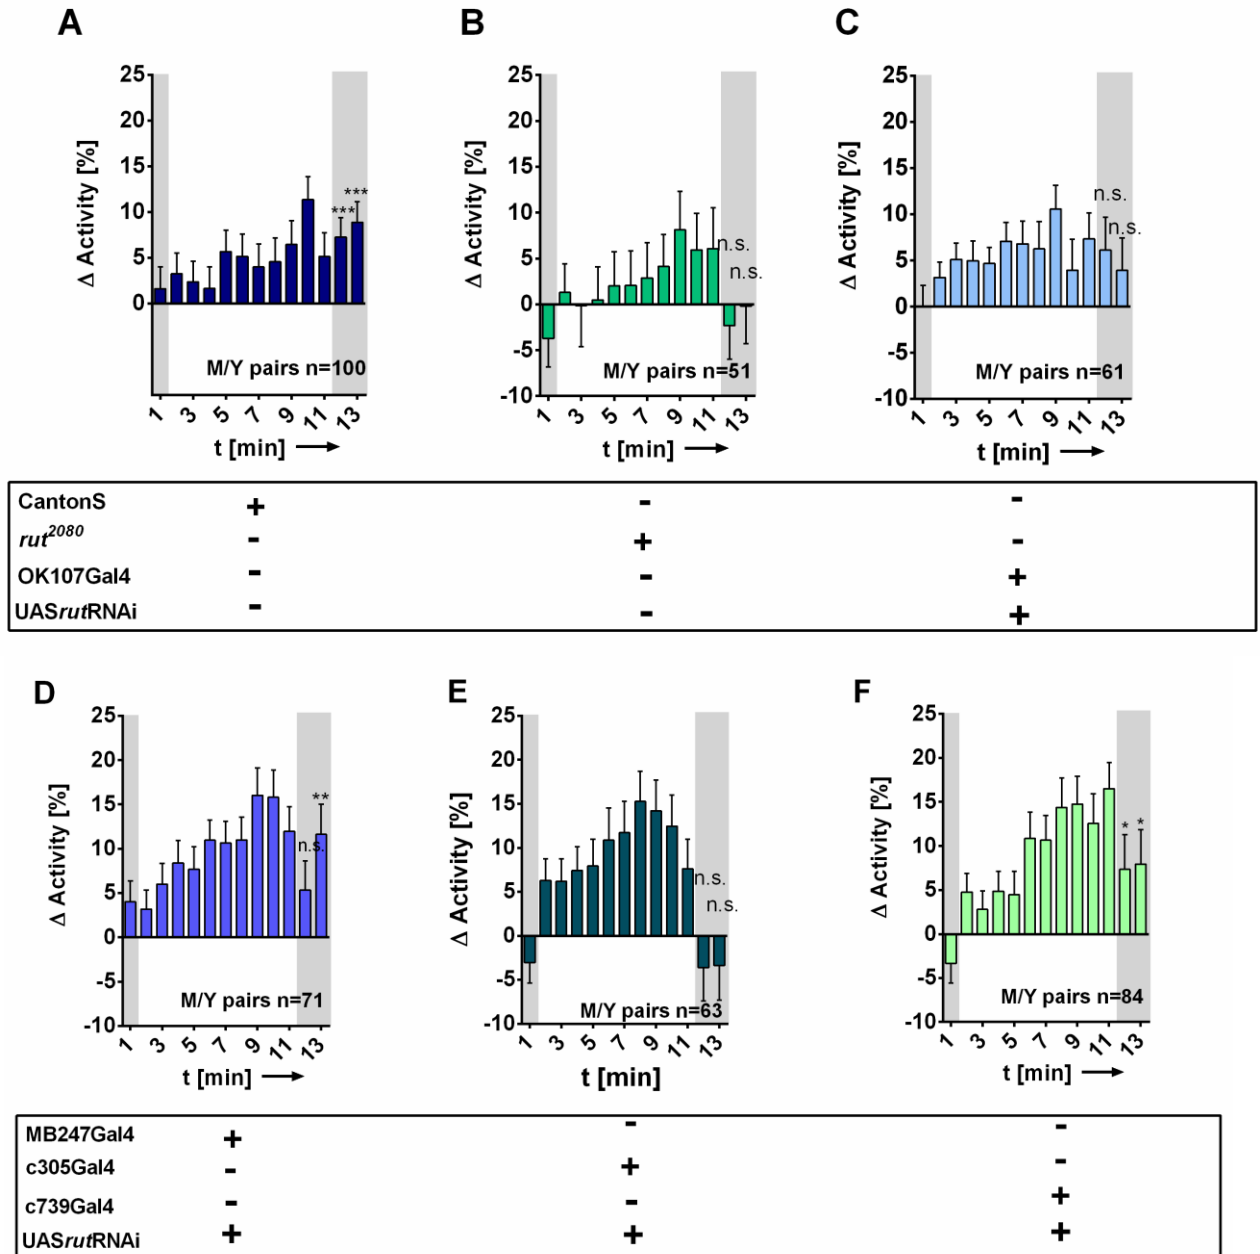 A
B
C
25
20
15
10
5
0
Δ Activity [%]
***
***
M/Y pairs n=100
1 3 5 7 9 11 13
t [min]
25
20
15
10
5
0
-5
-10
Δ Activity [%]
n.s.
n.s.
M/Y pairs n=51
1 3 5 7 9 11 13
t [min]
25
20
15
10
5
0
-5
-10
Δ Activity [%]
n.s.
n.s.
M/Y pairs n=61
1 3 5 7 9 11 13
t [min]
CantonS + - -
rut2080 - + -
OK107Gal4 - - +
UASrutRNAi - - +
D
E
F
25
20
15
10
5
0
-5
-10
Δ Activity [%]
**
n.s.
M/Y pairs n=71
1 3 5 7 9 11 13
t [min]
25
20
15
10
5
0
-5
-10
Δ Activity [%]
n.s.
n.s.
M/Y pairs n=63
1 3 5 7 9 11 13
t [min]
25
20
15
10
5
0
-5
-10
Δ Activity [%]
* *
M/Y pairs n=84
1 3 5 7 9 11 13
t [min]
MB247Gal4 + - -
c305Gal4 - + -
c739Gal4 - - +
UASrutRNAi + + +